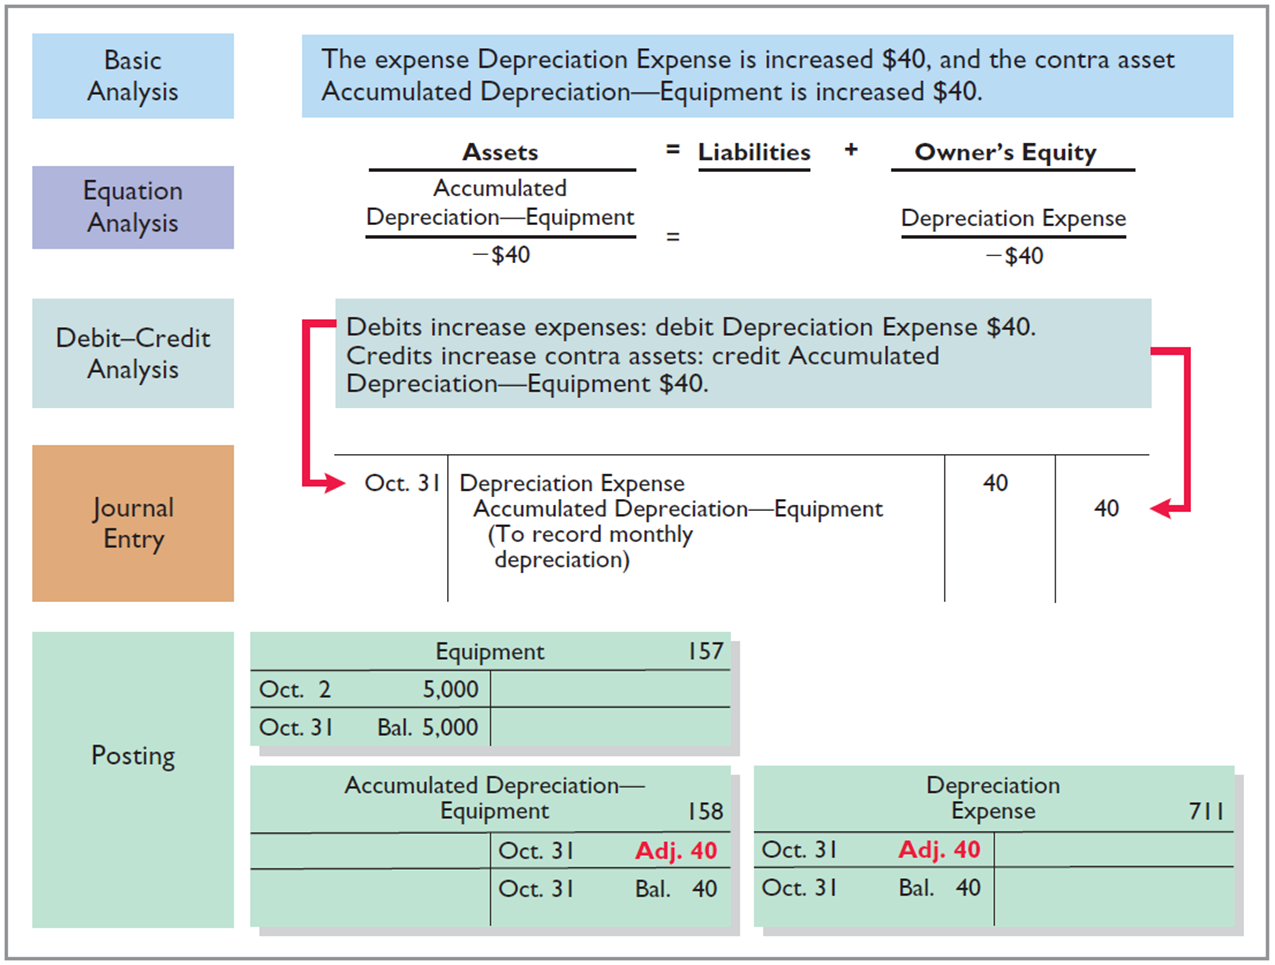 Basic
Analysis
The expense Depreciation Expense is increased $40, and the contra asset
Accumulated Depreciation—Equipment is increased $40.
Equation
Analysis
Assets = Liabilities + Owner's Equity
Accumulated
Depreciation—Equipment = Depreciation Expense
−$40 −$40
Debit–Credit
Analysis
Debits increase expenses: debit Depreciation Expense $40.
Credits increase contra assets: credit Accumulated
Depreciation—Equipment $40.
Journal
Entry
Oct. 31 Depreciation Expense 40
Accumulated Depreciation—Equipment 40
(To record monthly
depreciation)
Posting
Equipment 157
Oct. 2 5,000
Oct. 31 Bal. 5,000
Accumulated Depreciation—
Equipment 158
Oct. 31 Adj. 40
Oct. 31 Bal. 40
Depreciation
Expense 711
Oct. 31 Adj. 40
Oct. 31 Bal. 40